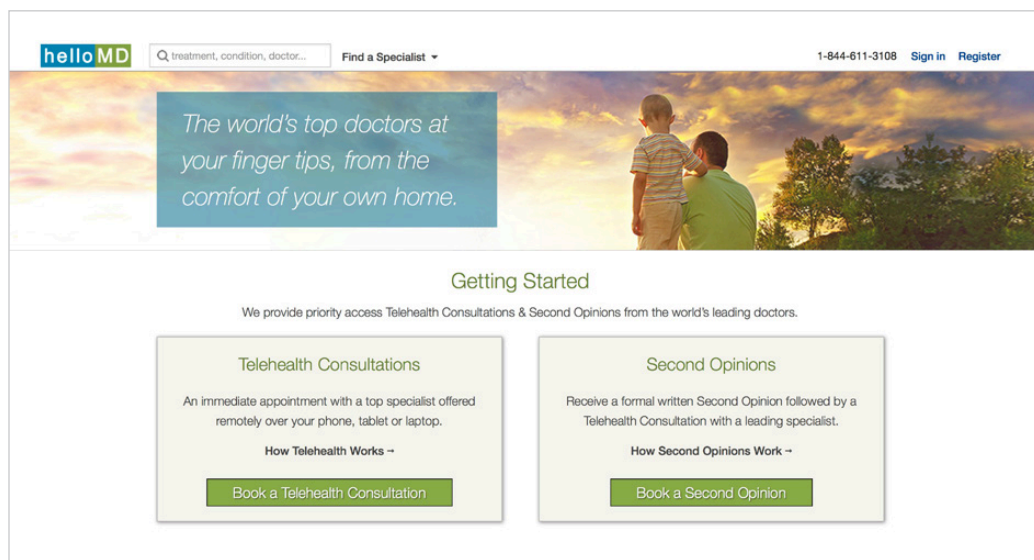 hello MD
treatment, condition, doctor...
Find a Specialist
1-844-611-3108 Sign in Register
The world's top doctors at
your finger tips, from the
comfort of your own home.
Getting Started
We provide priority access Telehealth Consultations & Second Opinions from the world's leading doctors.
Telehealth Consultations
An immediate appointment with a top specialist offered
remotely over your phone, tablet or laptop.
How Telehealth Works →
Book a Telehealth Consultation
Second Opinions
Receive a formal written Second Opinion followed by a
Telehealth Consultation with a leading specialist.
How Second Opinions Work →
Book a Second Opinion